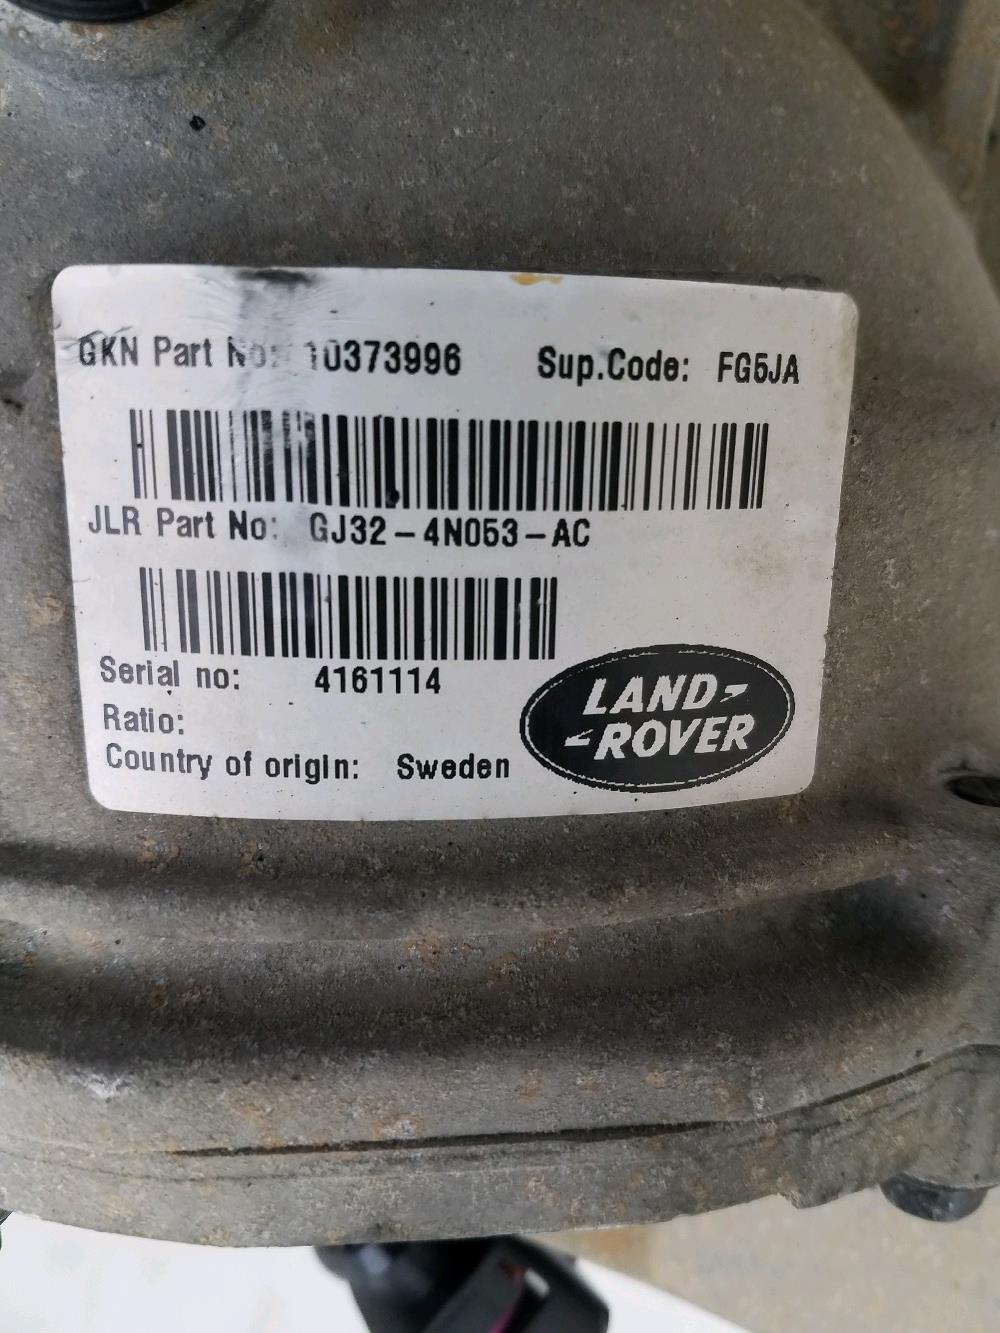 GKN Part No: 10373996 Sup.Code: FG5JA
JLR Part No: GJ32-4N053-AC
Serial no: 4161114
Ratio:
Country of origin: Sweden
LAND-
-ROVER